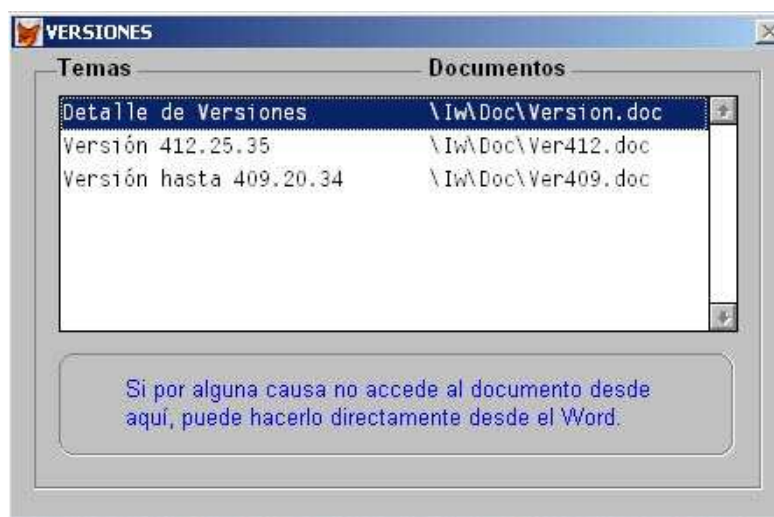 VERSIONES
Temas Documentos
Detalle de Versiones \Iw\Doc\Version.doc
Versión 412.25.35 \Iw\Doc\Ver412.doc
Versión hasta 409.20.34 \Iw\Doc\Ver409.doc
Si por alguna causa no accede al documento desde
aquí, puede hacerlo directamente desde el Word.